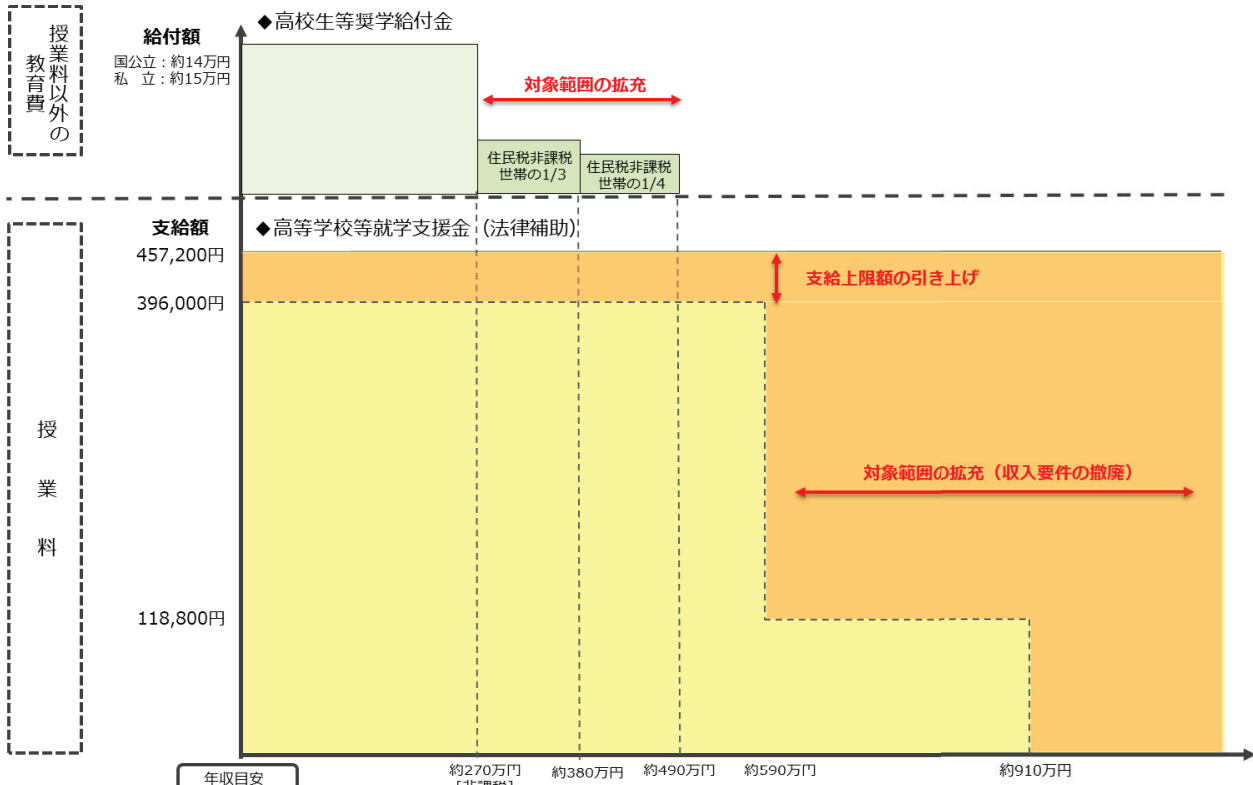 ◆高校生等奨学給付金
授業料以外の
教育費
給付額
国公立：約14万円
私　立：約15万円
対象範囲の拡充
住民税非課税
世帯の1/3
住民税非課税
世帯の1/4
支給額
◆高等学校等就学支援金（法律補助）
457,200円
396,000円
支給上限額の引き上げ
授業料
対象範囲の拡充（収入要件の撤廃）
118,800円
年収目安
約270万円
[非課税]
約380万円
約490万円
約590万円
約910万円